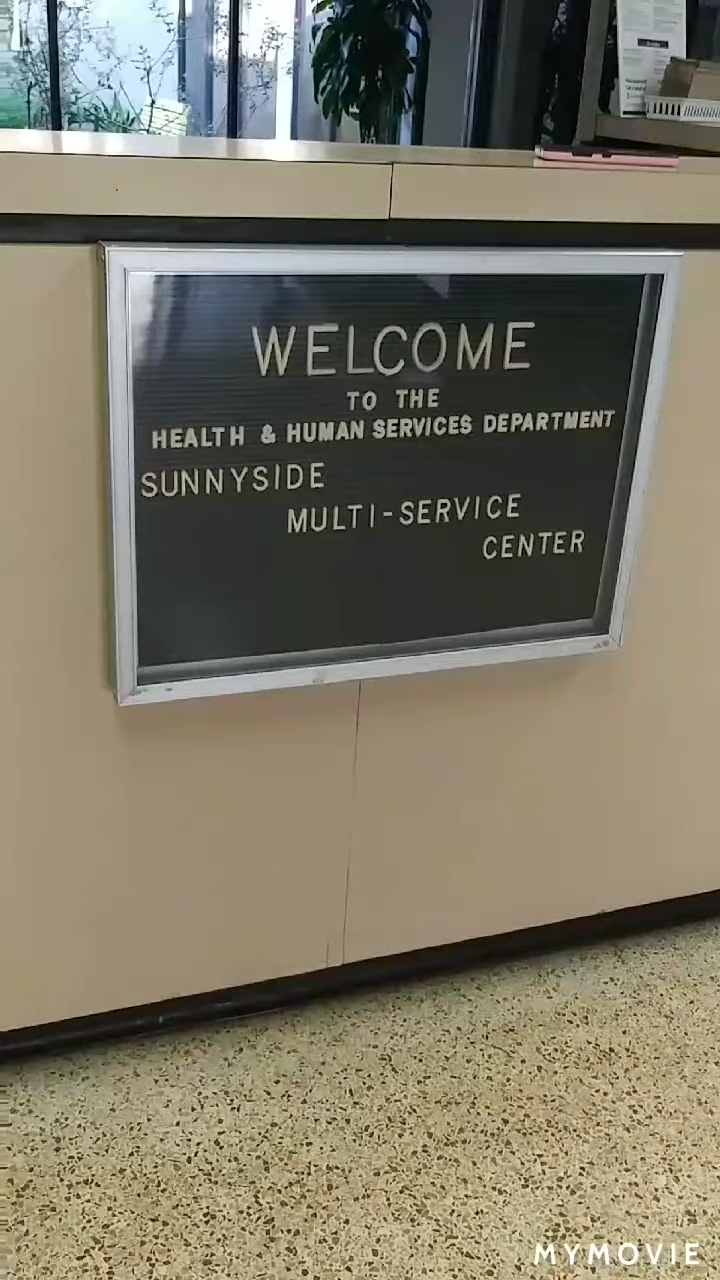 WELCOME
TO THE
HEALTH & HUMAN SERVICES DEPARTMENT
SUNNYSIDE
MULTI-SERVICE
CENTER
MYMOVIE